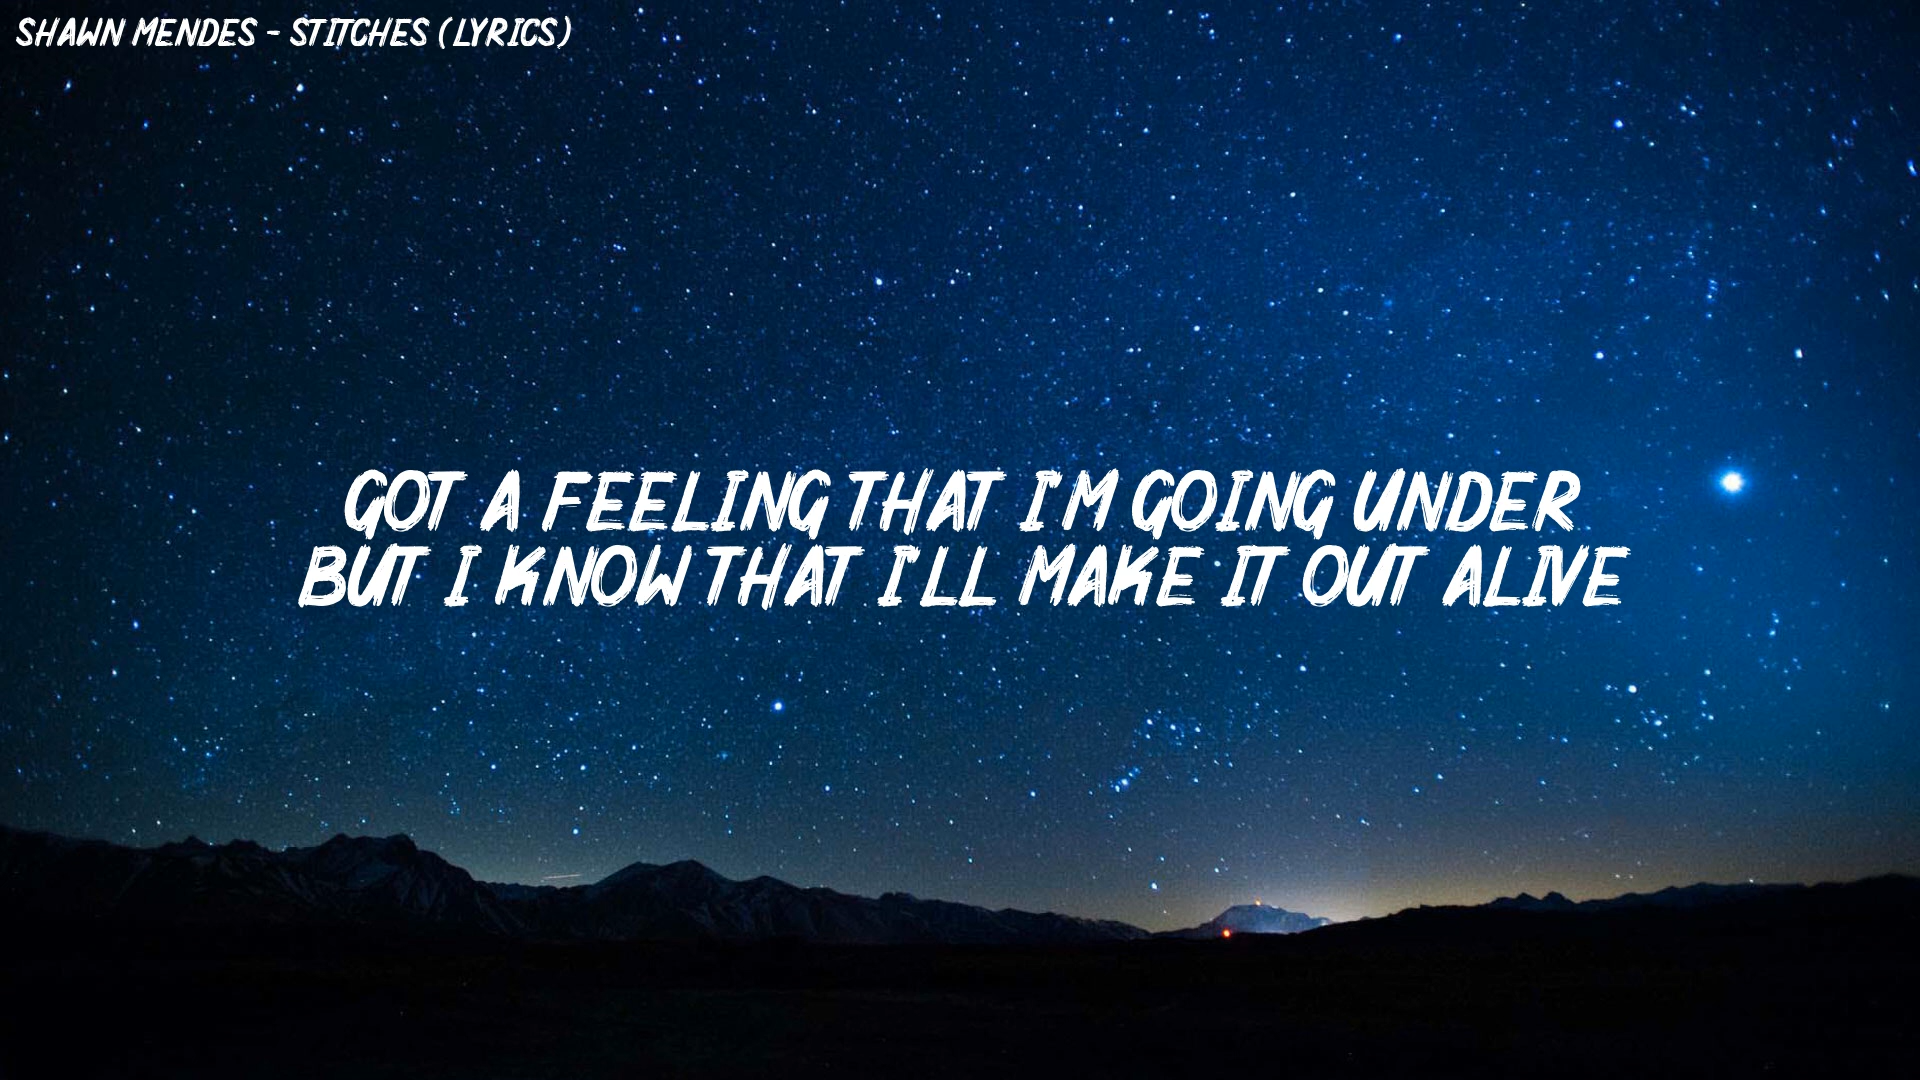 SHAWN MENDES - STITCHES (LYRICS)
GOT A FEELING THAT I'M GOING UNDER
BUT I KNOW THAT I'LL MAKE IT OUT ALIVE